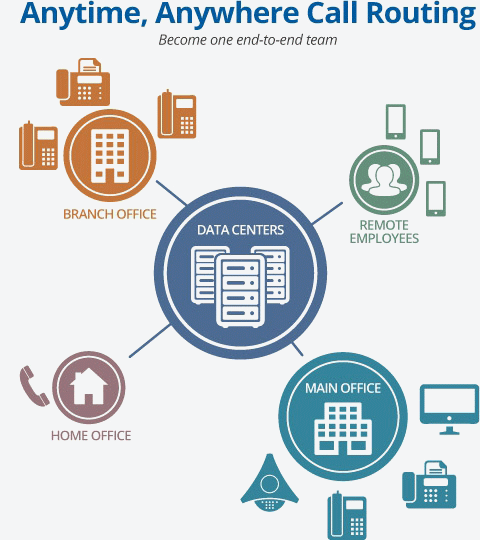 Anytime, Anywhere Call Routing
Become one end-to-end team
BRANCH OFFICE
DATA CENTERS
REMOTE
EMPLOYEES
MAIN OFFICE
HOME OFFICE